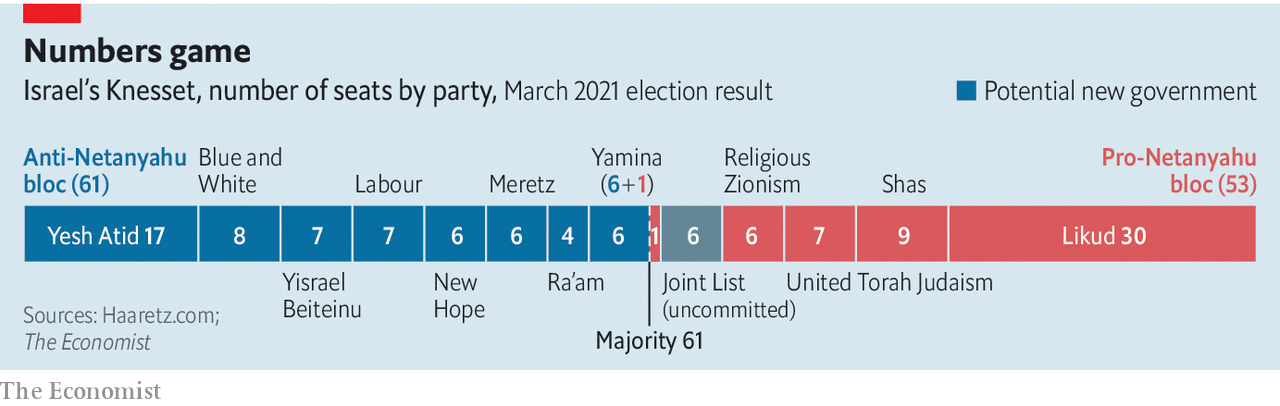 Numbers game
Israel’s Knesset, number of seats by party, March 2021 election result
Potential new government
Anti-Netanyahu
bloc (61)
Blue and
White
Labour
Meretz
Yamina
(6+1)
Religious
Zionism
Shas
Pro-Netanyahu
bloc (53)
Yesh Atid 17
8
7
7
6
6
4
6
1
6
6
7
9
Likud 30
Yisrael
Beiteinu
New
Hope
Ra’am
Joint List
(uncommitted)
United Torah Judaism
Majority 61
Sources: Haaretz.com;
The Economist
The Economist